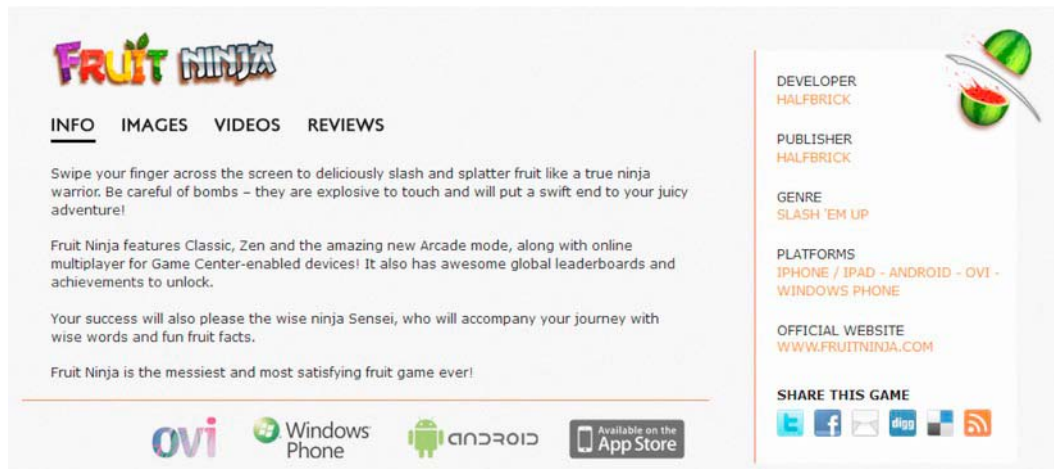 FRUIT NINJA
INFO IMAGES VIDEOS REVIEWS
Swipe your finger across the screen to deliciously slash and splatter fruit like a true ninja
warrior. Be careful of bombs – they are explosive to touch and will put a swift end to your juicy
adventure!
Fruit Ninja features Classic, Zen and the amazing new Arcade mode, along with online
multiplayer for Game Center-enabled devices! It also has awesome global leaderboards and
achievements to unlock.
Your success will also please the wise ninja Sensei, who will accompany your journey with
wise words and fun fruit facts.
Fruit Ninja is the messiest and most satisfying fruit game ever!
ovi
Windows
Phone
android
Available on the
App Store
DEVELOPER
HALFBRICK
PUBLISHER
HALFBRICK
GENRE
SLASH 'EM UP
PLATFORMS
IPHONE / IPAD - ANDROID - OVI -
WINDOWS PHONE
OFFICIAL WEBSITE
WWW.FRUITNINJA.COM
SHARE THIS GAME
t f digg